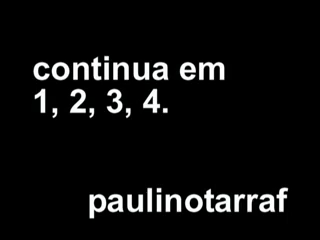 continua em
1, 2, 3, 4.
paulinotarraf